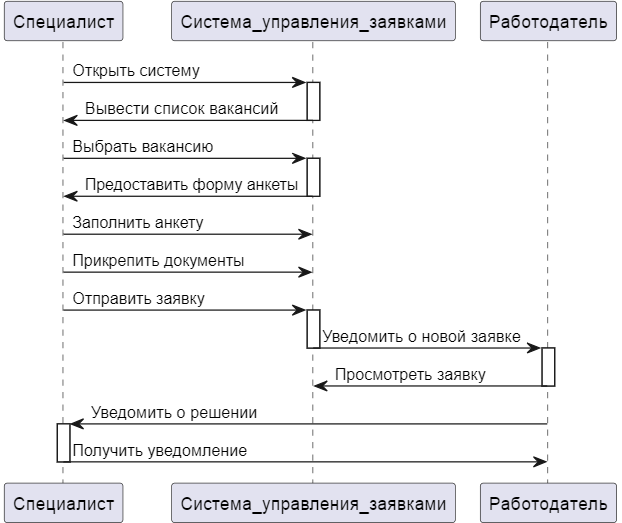 Специалист
Система_управления_заявками
Работодатель
Открыть систему
Вывести список вакансий
Выбрать вакансию
Предоставить форму анкеты
Заполнить анкету
Прикрепить документы
Отправить заявку
Уведомить о новой заявке
Просмотреть заявку
Уведомить о решении
Получить уведомление
Специалист
Система_управления_заявками
Работодатель